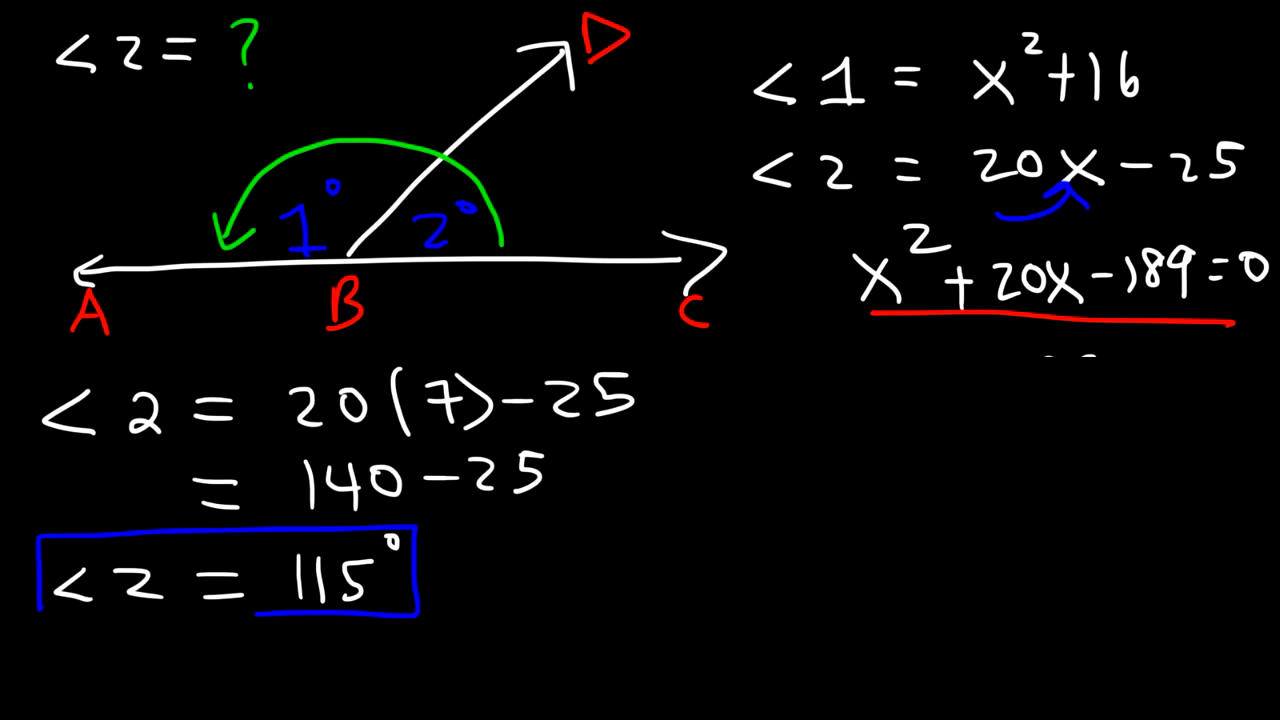 < 2 = ?
D
1° 2°
A B C
< 1 = x² + 16
< 2 = 20x - 25
x² + 20x - 189 = 0
< 2 = 20(7) - 25
= 140 - 25
< 2 = 115°